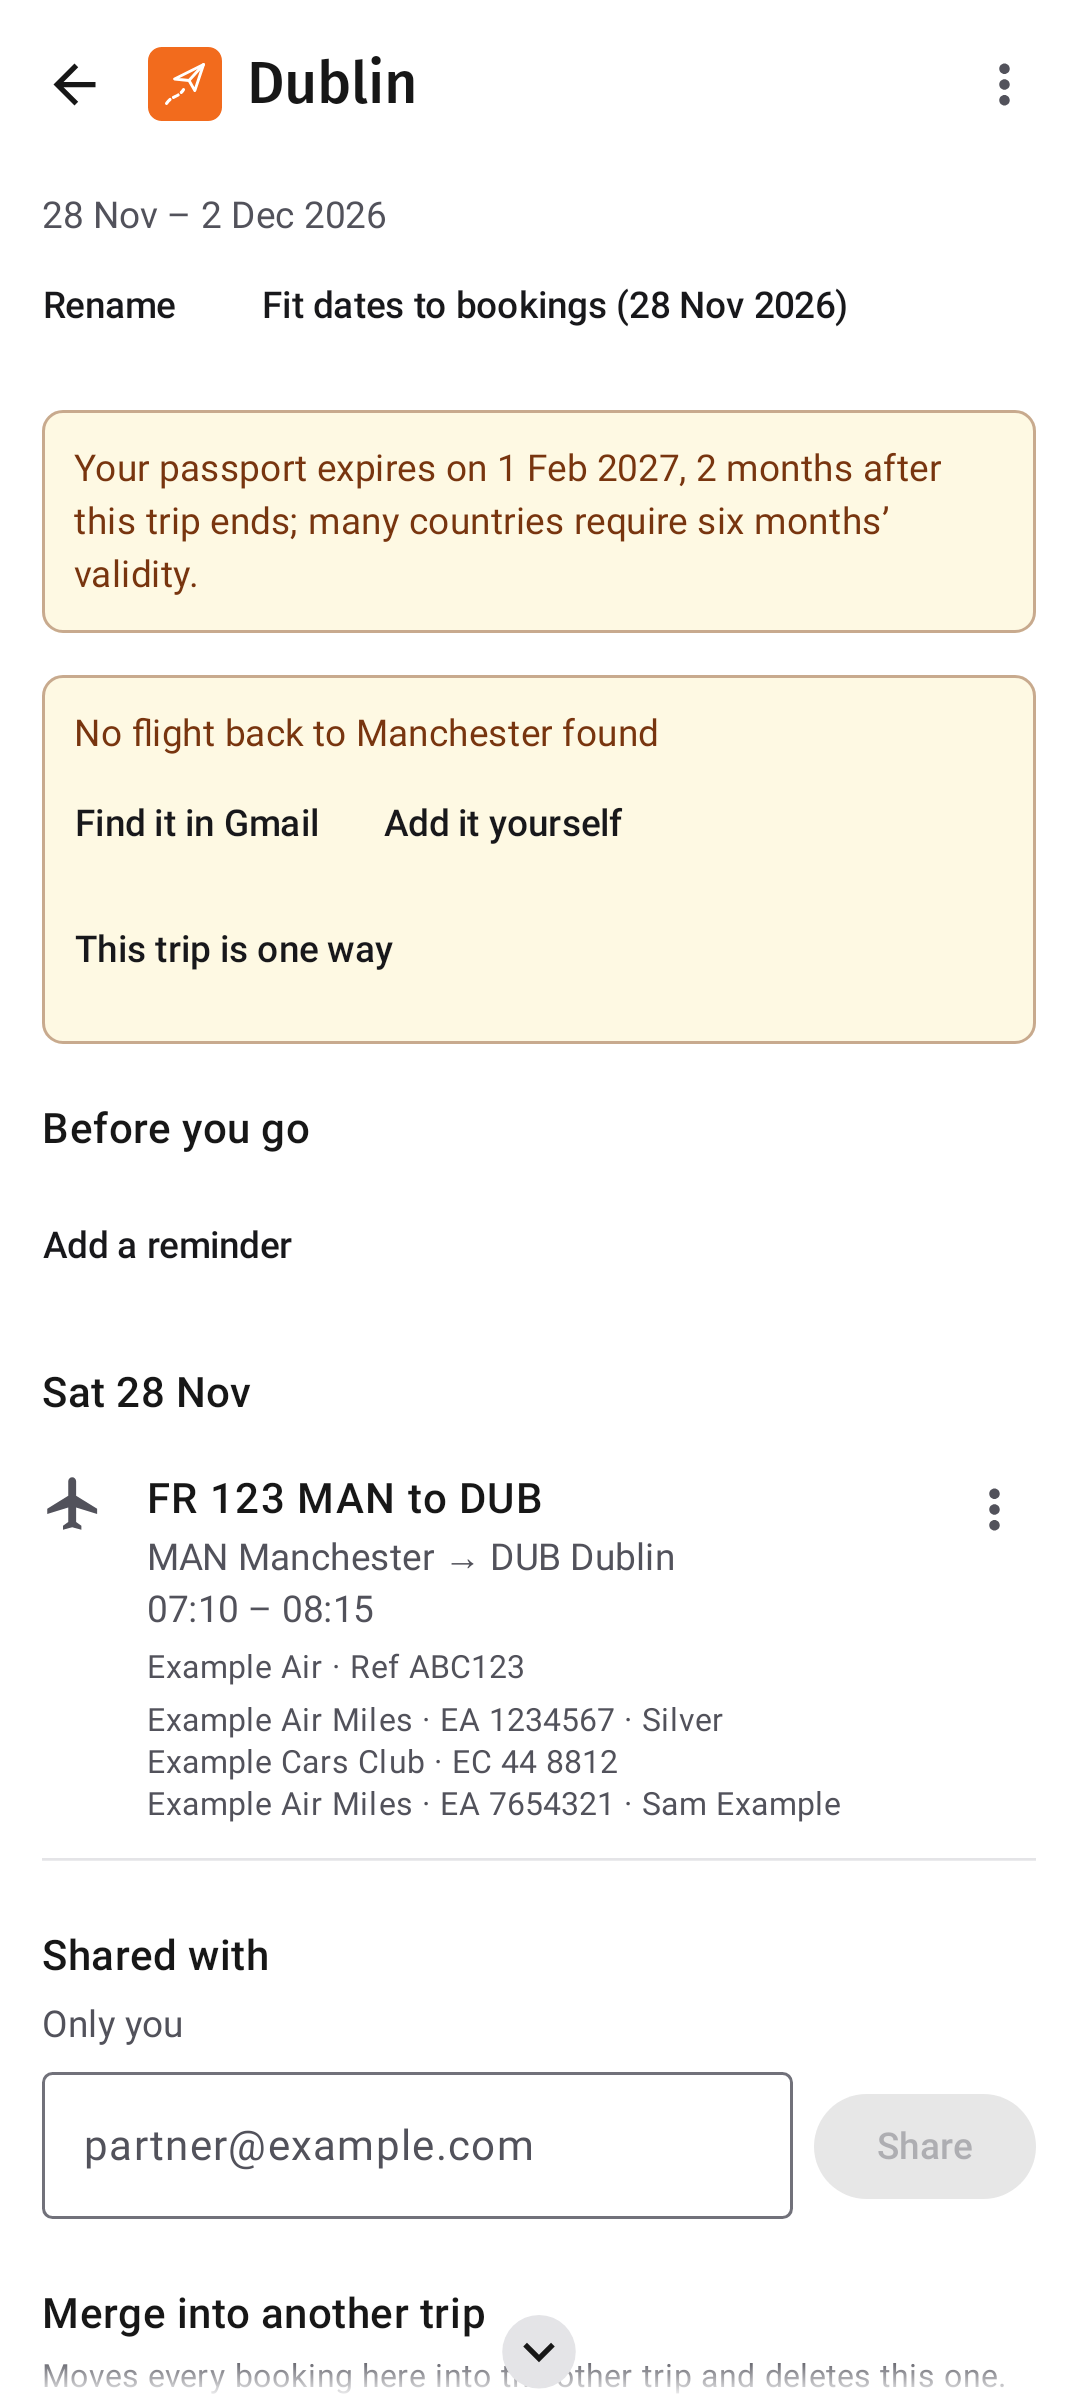 Dublin
28 Nov – 2 Dec 2026
Rename Fit dates to bookings (28 Nov 2026)
Your passport expires on 1 Feb 2027, 2 months after
this trip ends; many countries require six months’
validity.
No flight back to Manchester found
Find it in Gmail Add it yourself
This trip is one way
Before you go
Add a reminder
Sat 28 Nov
FR 123 MAN to DUB
MAN Manchester → DUB Dublin
07:10 – 08:15
Example Air · Ref ABC123
Example Air Miles · EA 1234567 · Silver
Example Cars Club · EC 44 8812
Example Air Miles · EA 7654321 · Sam Example
Shared with
Only you
partner@example.com Share
Merge into another trip
Moves every booking here into other trip and deletes this one.